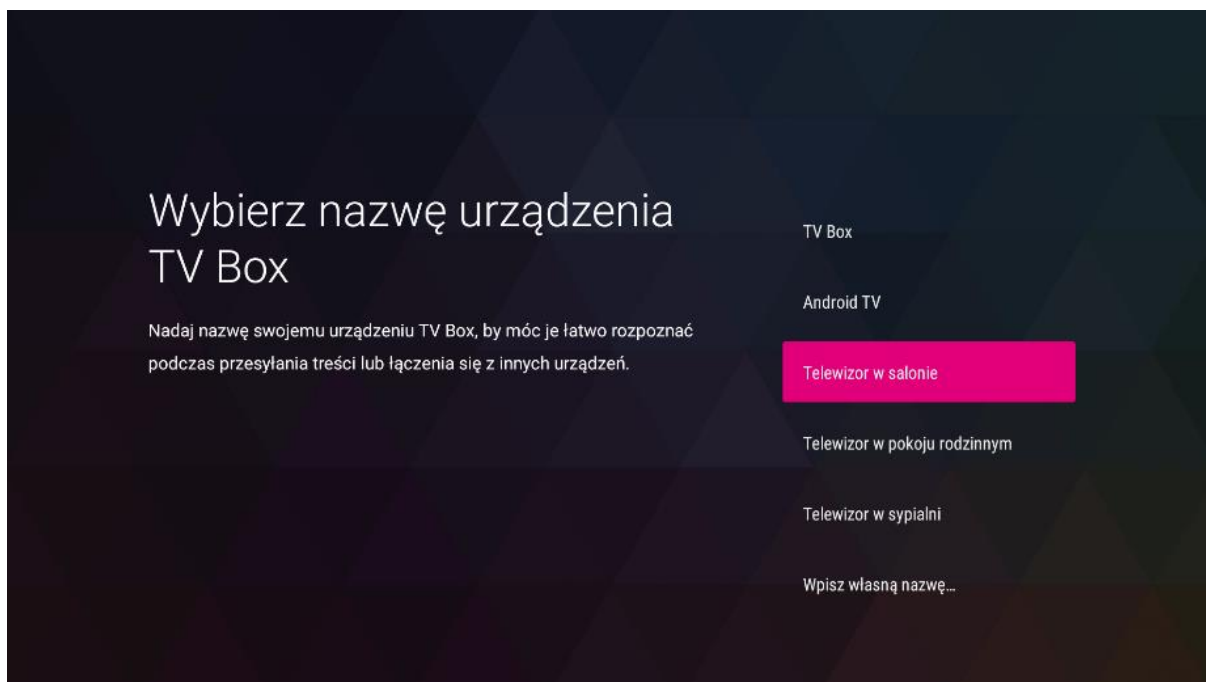 Wybierz nazwę urządzenia
TV Box
Nadaj nazwę swojemu urządzeniu TV Box, by móc je łatwo rozpoznać
podczas przesyłania treści lub łączenia się z innych urządzeń.
TV Box
Android TV
Telewizor w salonie
Telewizor w pokoju rodzinnym
Telewizor w sypialni
Wpisz własną nazwę…